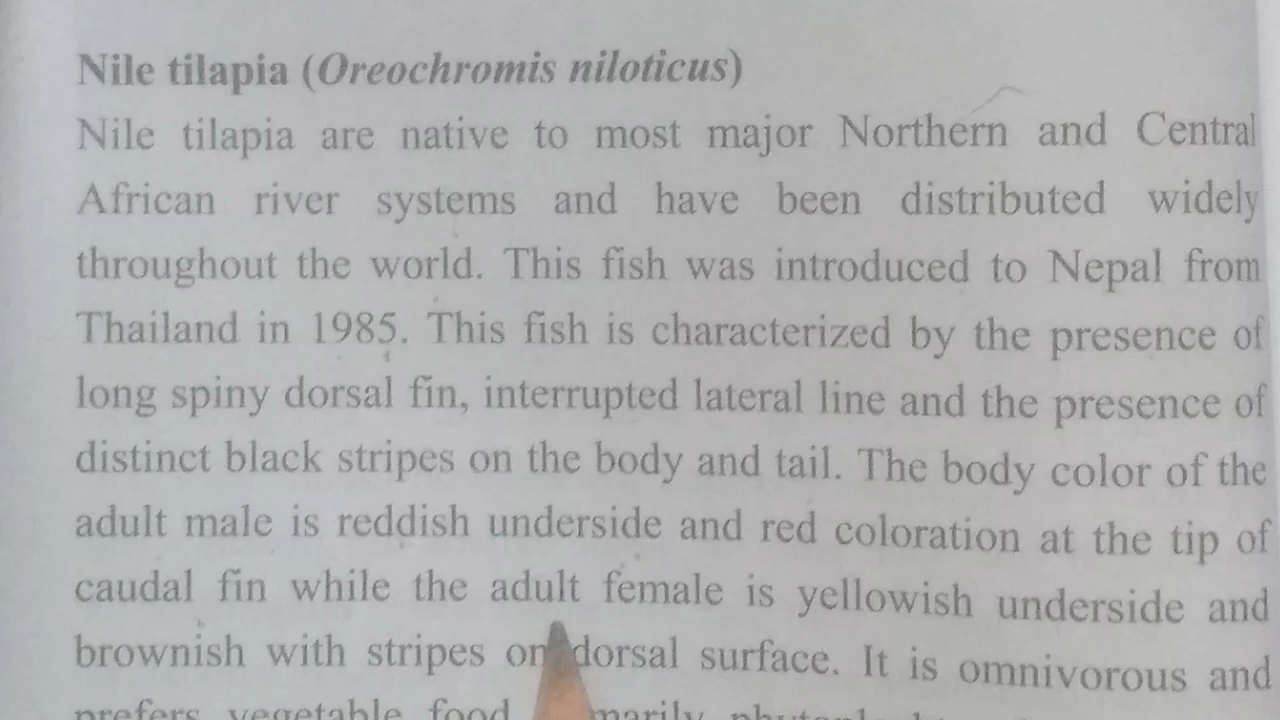 Nile tilapia (Oreochromis niloticus)
Nile tilapia are native to most major Northern and Central
African river systems and have been distributed widely
throughout the world. This fish was introduced to Nepal from
Thailand in 1985. This fish is characterized by the presence of
long spiny dorsal fin, interrupted lateral line and the presence of
distinct black stripes on the body and tail. The body color of the
adult male is reddish underside and red coloration at the tip of
caudal fin while the adult female is yellowish underside and
brownish with stripes on dorsal surface. It is omnivorous and
prefers vegetable food